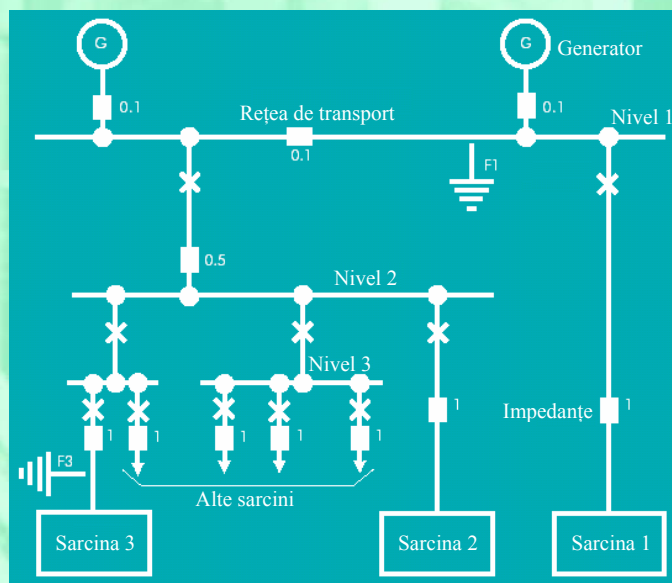 G
G
Generator
0.1
0.1
Rețea de transport
Nivel 1
0.1
F1
0.5
Nivel 2
Nivel 3
1
1
1
1
1
1
Impedanțe
1
F3
Alte sarcini
Sarcina 3
Sarcina 2
Sarcina 1